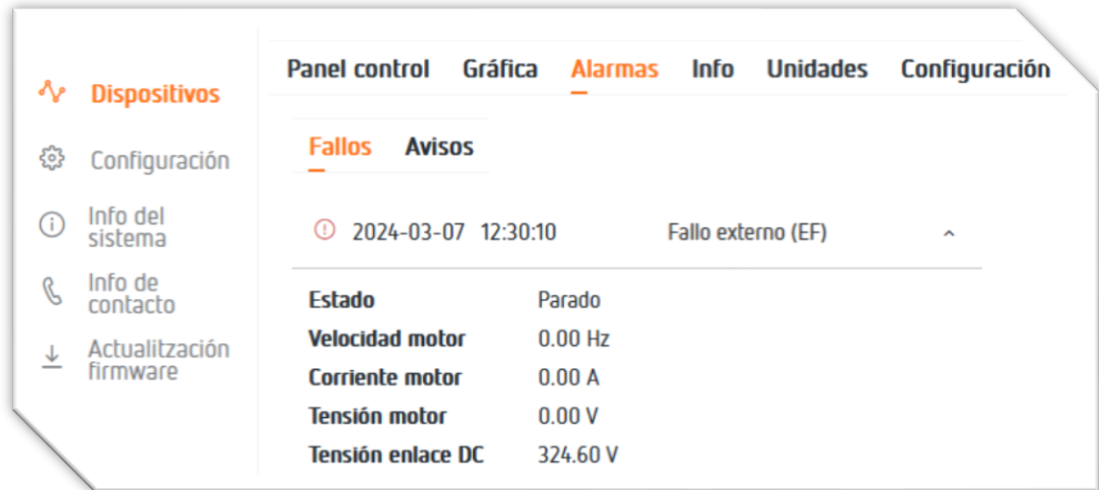 Panel control Gráfica Alarmas Info Unidades Configuración
Dispositivos
Configuración
Info del
sistema
Info de
contacto
Actualitzación
firmware
Fallos Avisos
2024-03-07 12:30:10 Fallo externo (EF)
Estado Parado
Velocidad motor 0.00 Hz
Corriente motor 0.00 A
Tensión motor 0.00 V
Tensión enlace DC 324.60 V